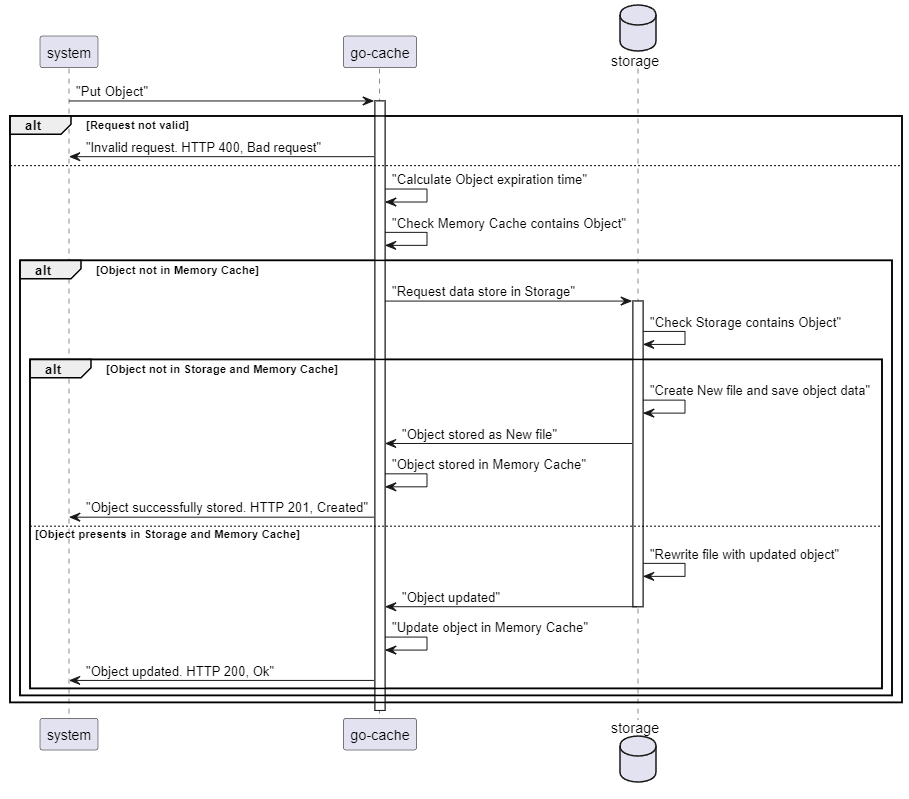 system
go-cache
storage
"Put Object"
alt
[Request not valid]
"Invalid request. HTTP 400, Bad request"
"Calculate Object expiration time"
"Check Memory Cache contains Object"
alt
[Object not in Memory Cache]
"Request data store in Storage"
"Check Storage contains Object"
alt
[Object not in Storage and Memory Cache]
"Create New file and save object data"
"Object stored as New file"
"Object stored in Memory Cache"
"Object successfully stored. HTTP 201, Created"
[Object presents in Storage and Memory Cache]
"Rewrite file with updated object"
"Object updated"
"Update object in Memory Cache"
"Object updated. HTTP 200, Ok"
system
go-cache
storage